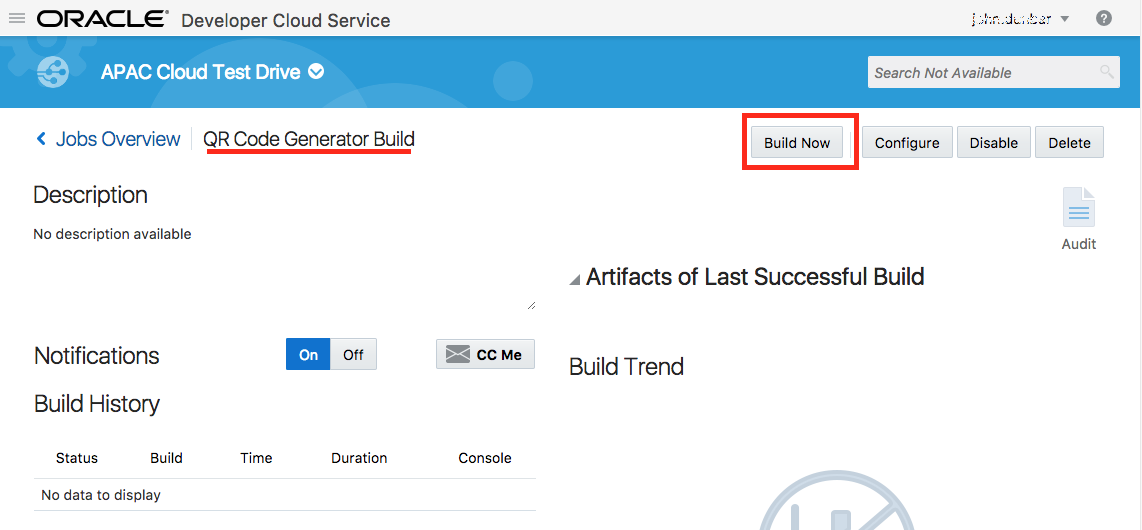 ORACLE® Developer Cloud Service
APAC Cloud Test Drive
Search Not Available
Jobs Overview QR Code Generator Build Build Now Configure Disable Delete
Description
No description available
Audit
Artifacts of Last Successful Build
Notifications On Off CC Me
Build Trend
Build History
Status Build Time Duration Console
No data to display